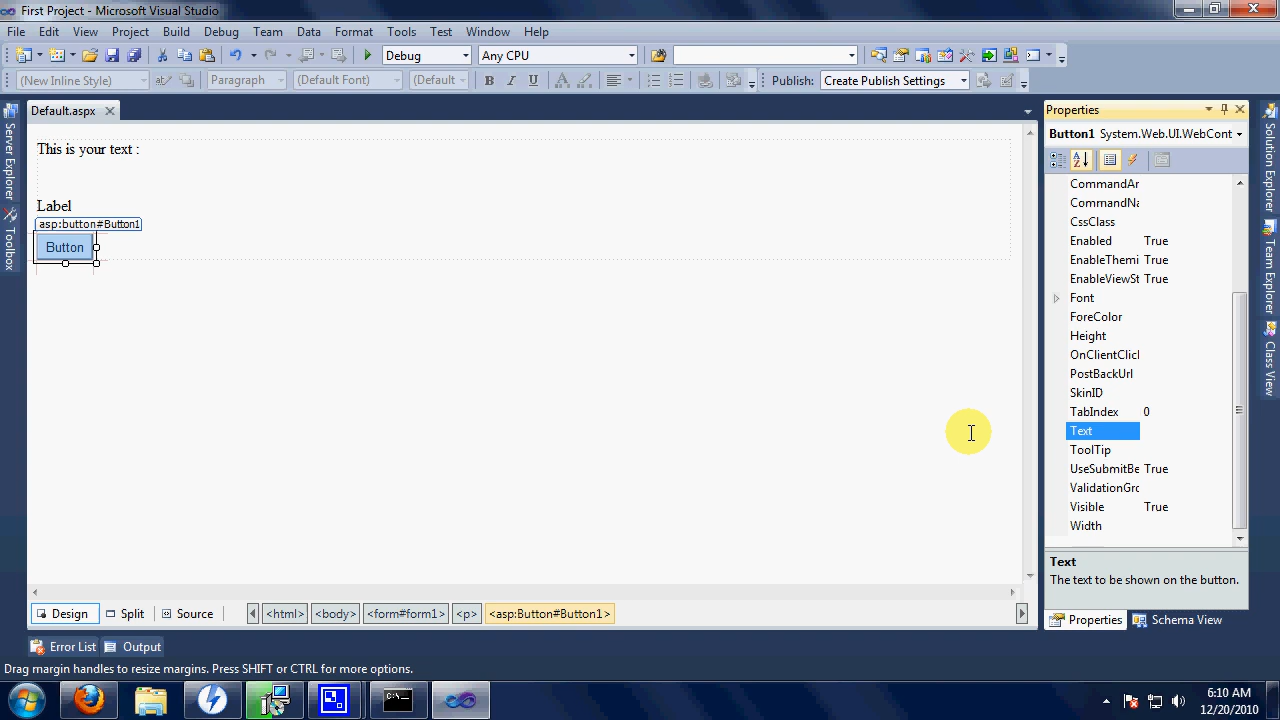 First Project - Microsoft Visual Studio
File Edit View Project Build Debug Team Data Format Tools Test Window Help
Debug Any CPU
(New Inline Style) Paragraph (Default Font) (Default B I U A Publish: Create Publish Settings
Server Explorer
Toolbox
Default.aspx
This is your text :
Label
asp:button#Button1
Button
Design Split Source <html> <body> <form#form1> <p> <asp:Button#Button1>
Properties
Button1 System.Web.UI.WebCont
CommandAr
CommandNa
CssClass
Enabled True
EnableThemi True
EnableViewSt True
Font
ForeColor
Height
OnClientClicl
PostBackUrl
SkinID
TabIndex 0
Text
ToolTip
UseSubmitBe True
ValidationGrc
Visible True
Width
Text
The text to be shown on the button.
Properties Schema View
Solution Explorer
Team Explorer
Class View
Error List Output
Drag margin handles to resize margins. Press SHIFT or CTRL for more options.
6:10 AM
12/20/2010